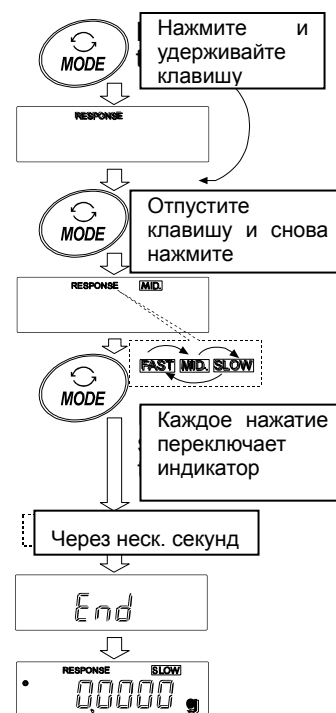 Нажмите и
удерживайте
клавишу
MODE
RESPONSE
Отпустите
клавишу и снова
нажмите
MODE
RESPONSE MID.
FAST MID. SLOW
MODE
Каждое нажатие
переключает
индикатор
Через неск. секунд
End
RESPONSE SLOW
0,0000 g